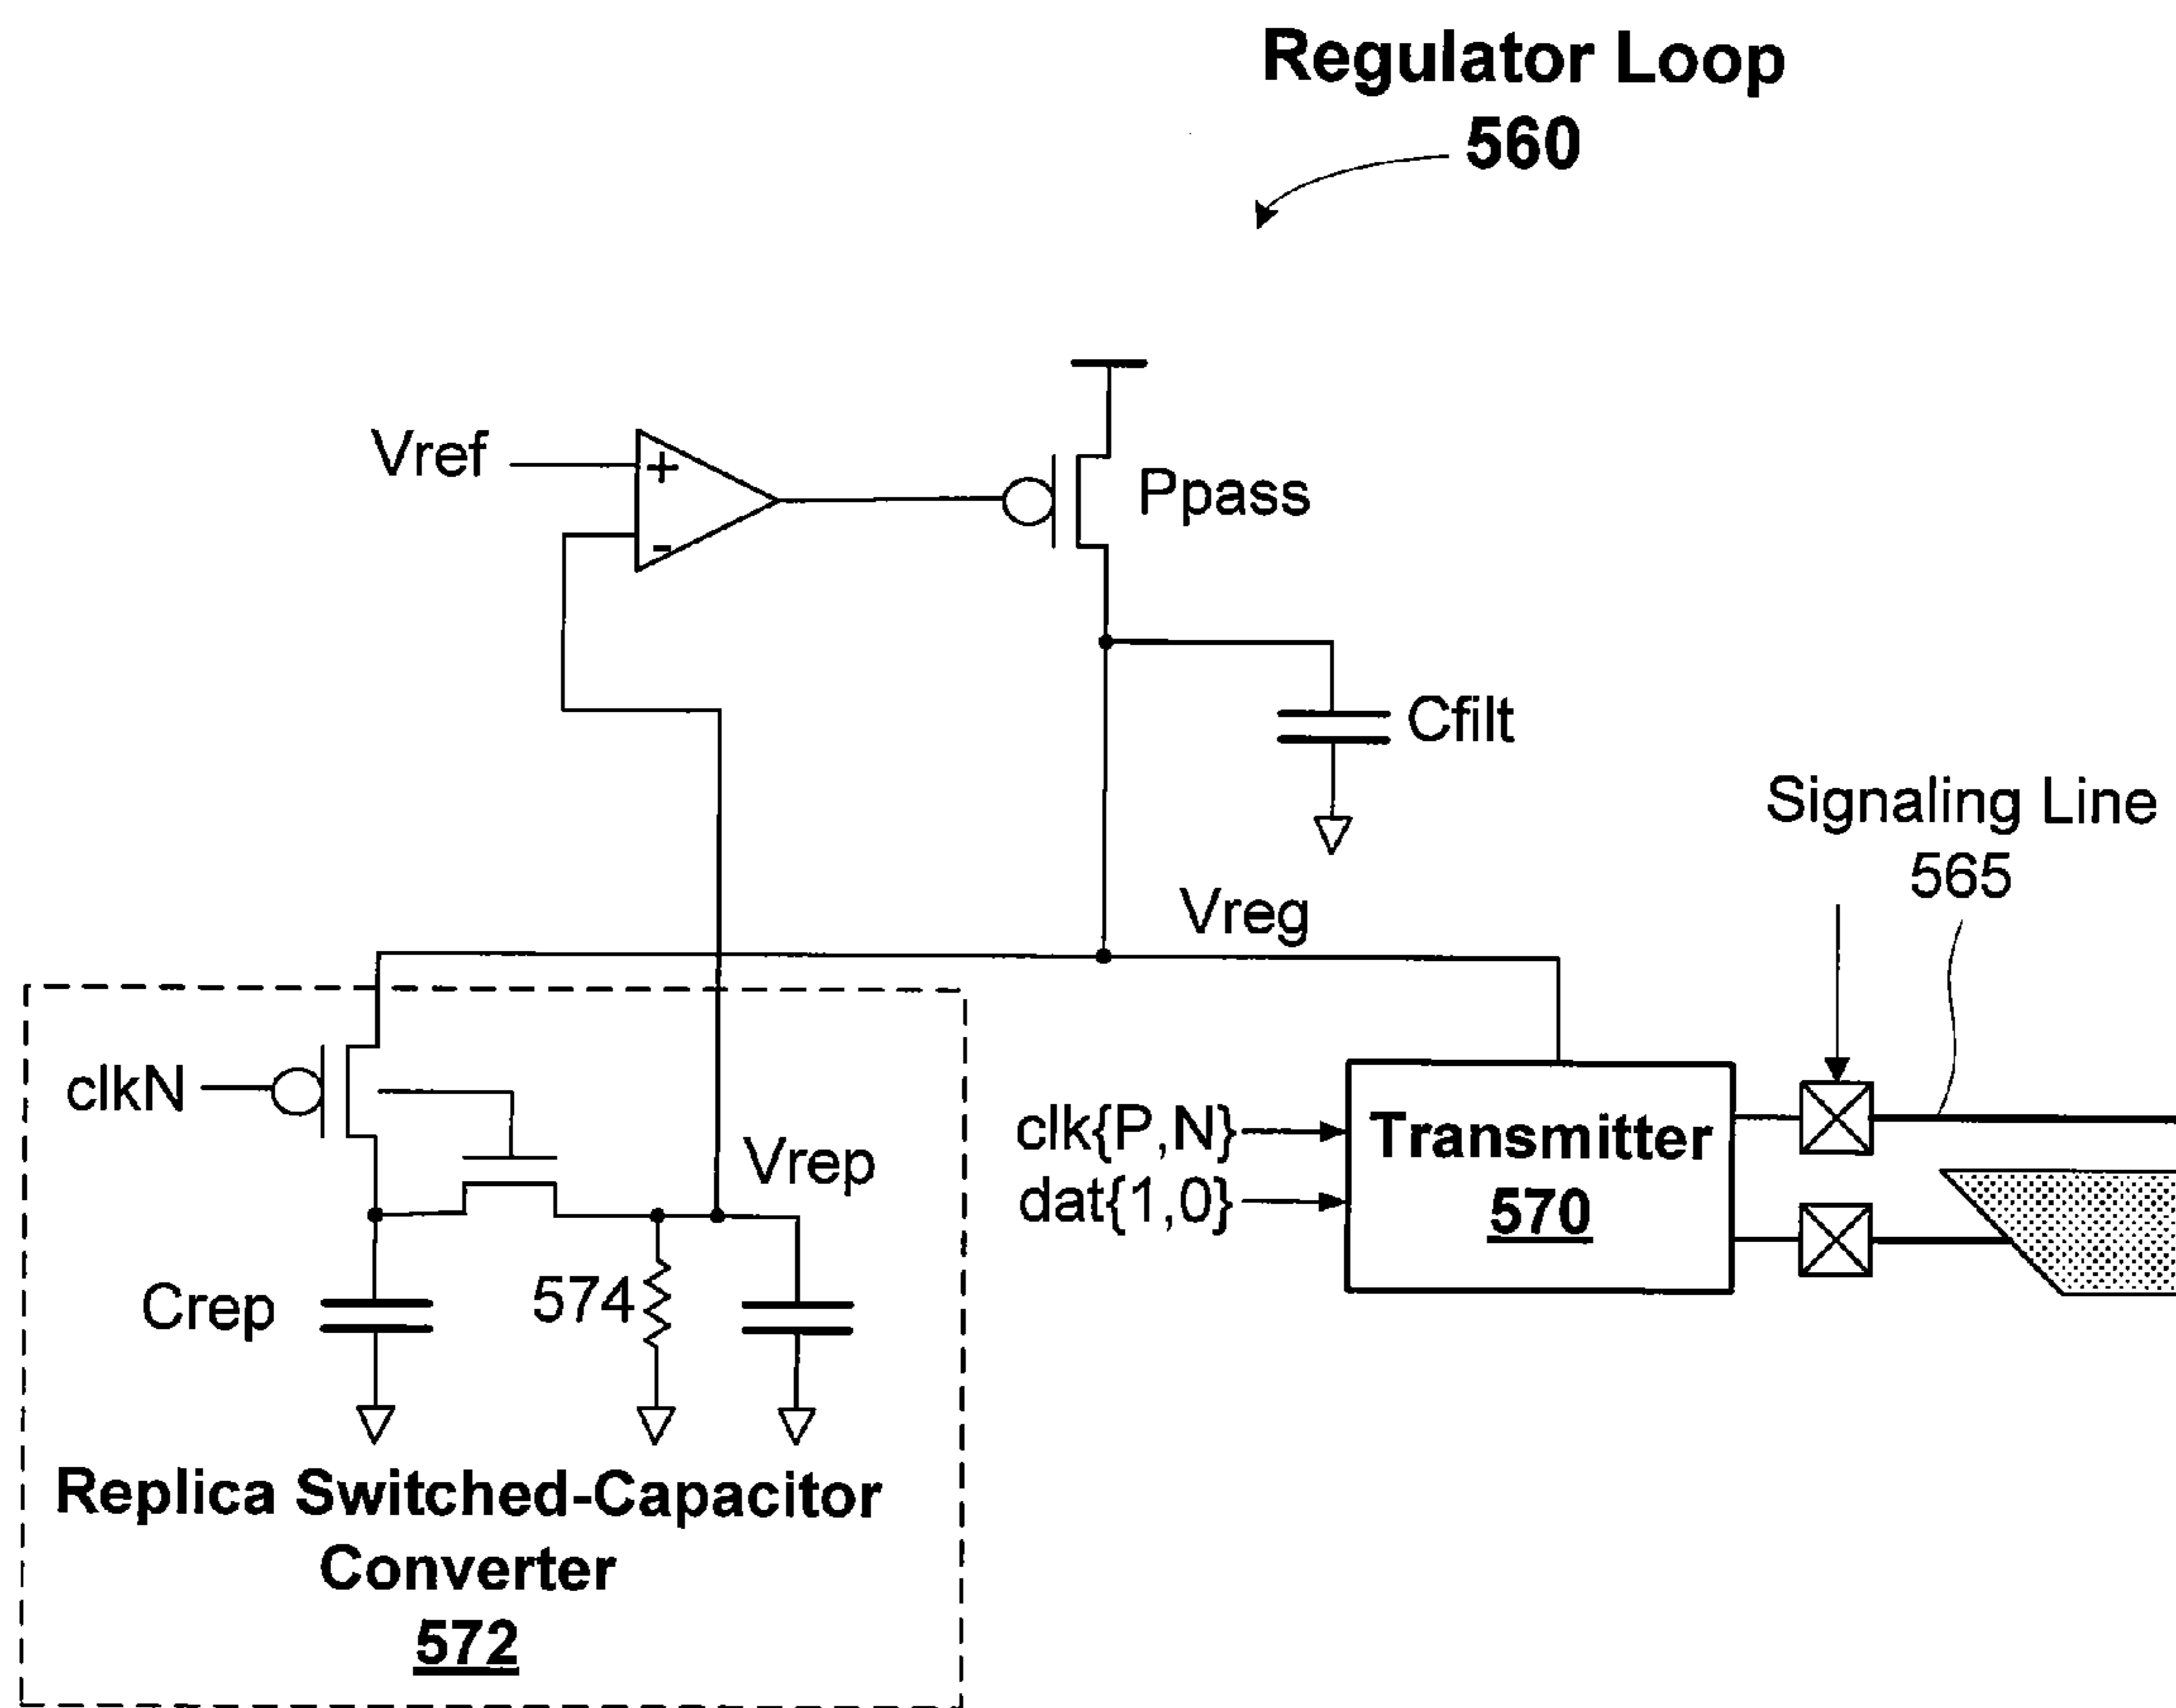 Regulator Loop
560
Vref
+
-
Ppass
Cfilt
Signaling Line
565
Vreg
clkN
Vrep
clk{P,N}
dat{1,0}
Transmitter
570
Crep
574
Replica Switched-Capacitor
Converter
572